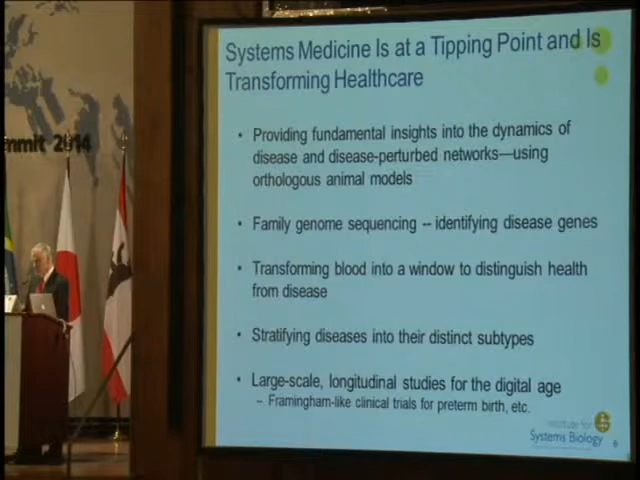 Systems Medicine Is at a Tipping Point and Is
Transforming Healthcare
• Providing fundamental insights into the dynamics of
disease and disease-perturbed networks—using
orthologous animal models
• Family genome sequencing -- identifying disease genes
• Transforming blood into a window to distinguish health
from disease
• Stratifying diseases into their distinct subtypes
• Large-scale, longitudinal studies for the digital age
– Framingham-like clinical trials for preterm birth, etc.
Institute for
Systems Biology
6
2014